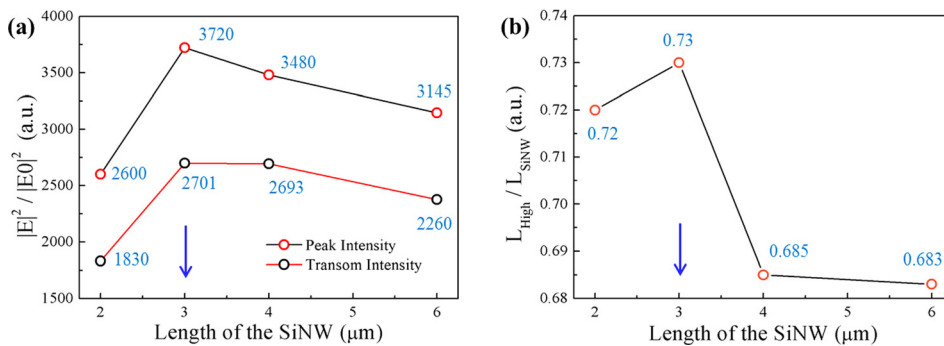 (a)
4000
3500
3000
2500
2000
1500
|E|² / |E0|² (a.u.)
3720
3480
3145
2600
2701
2693
2260
1830
Peak Intensity
Transom Intensity
2 3 4 5 6
Length of the SiNW (μm)
(b)
0.74
0.73
0.72
0.71
0.70
0.69
0.68
L_High / L_SiNW (a.u.)
0.73
0.72
0.685
0.683
2 3 4 5 6
Length of the SiNW (μm)